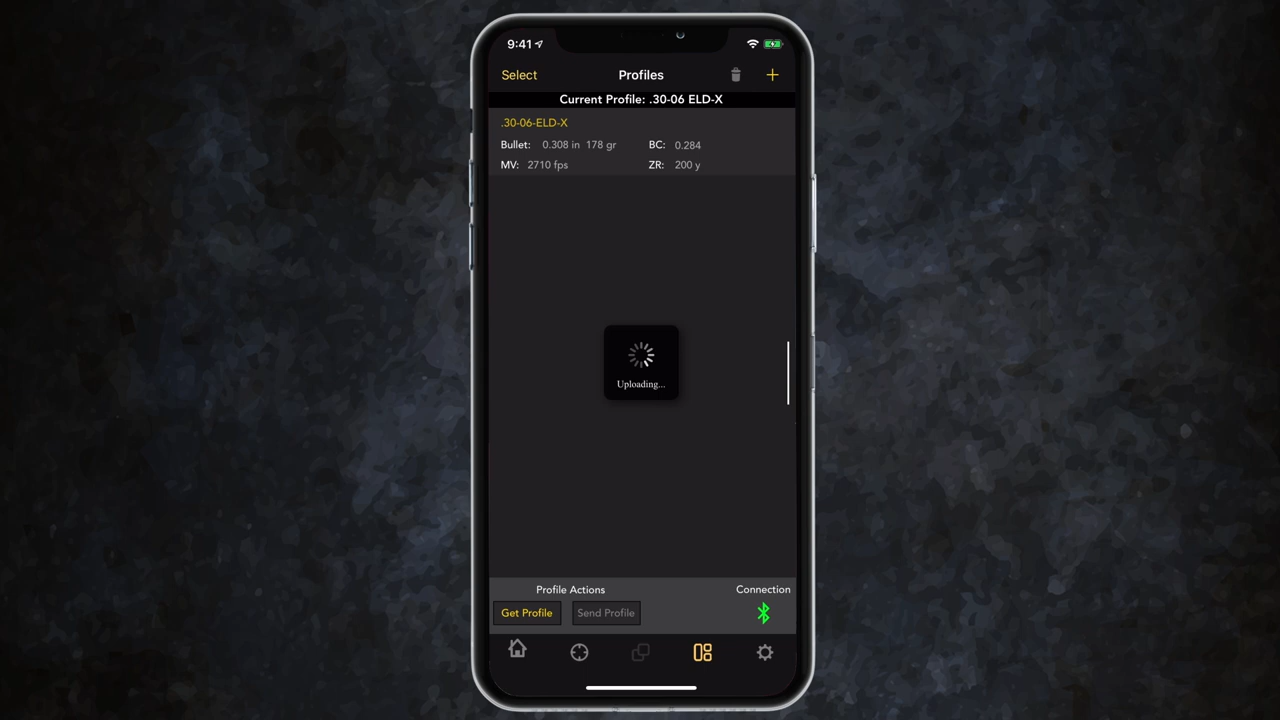 9:41
Select Profiles
Current Profile: .30-06 ELD-X
.30-06-ELD-X
Bullet: 0.308 in 178 gr BC: 0.284
MV: 2710 fps ZR: 200 y
Uploading...
Profile Actions Connection
Get Profile Send Profile